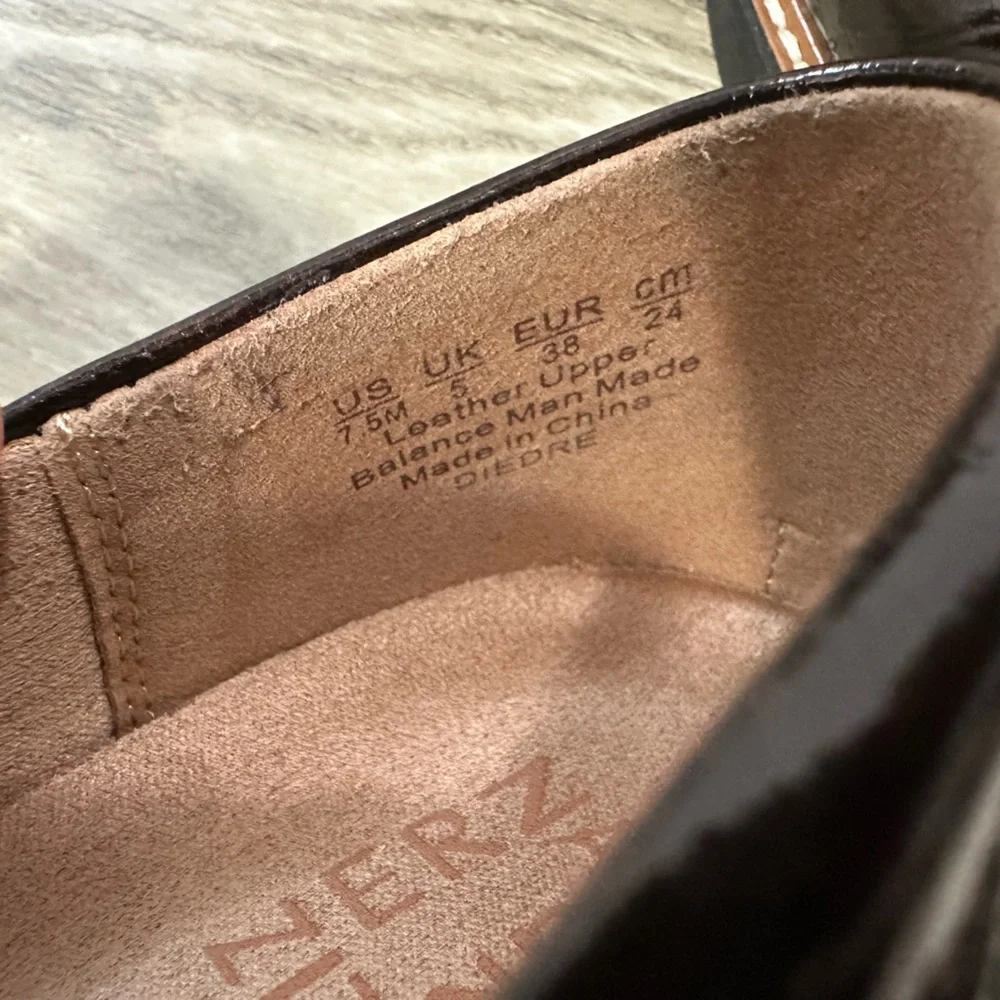 US UK EUR cm
7.5M 5 38 24
Leather Upper
Balance Man Made
Made in China
DIEDRE